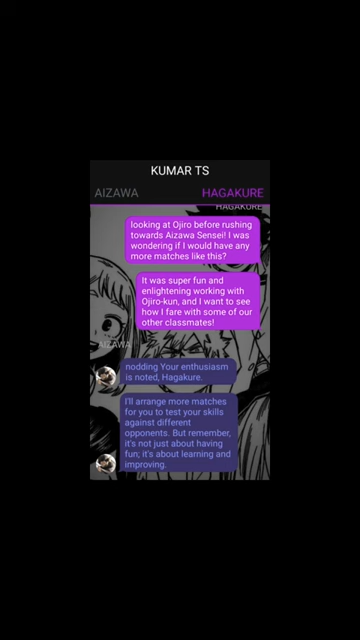 KUMAR TS
AIZAWA HAGAKURE
HAGAKURE
looking at Ojiro before rushing
towards Aizawa Sensei! I was
wondering if I would have any
more matches like this?
It was super fun and
enlightening working with
Ojiro-kun, and I want to see
how I fare with some of our
other classmates!
AIZAWA
nodding Your enthusiasm
is noted, Hagakure.
I'll arrange more matches
for you to test your skills
against different
opponents. But remember,
it's not just about having
fun; it's about learning and
improving.